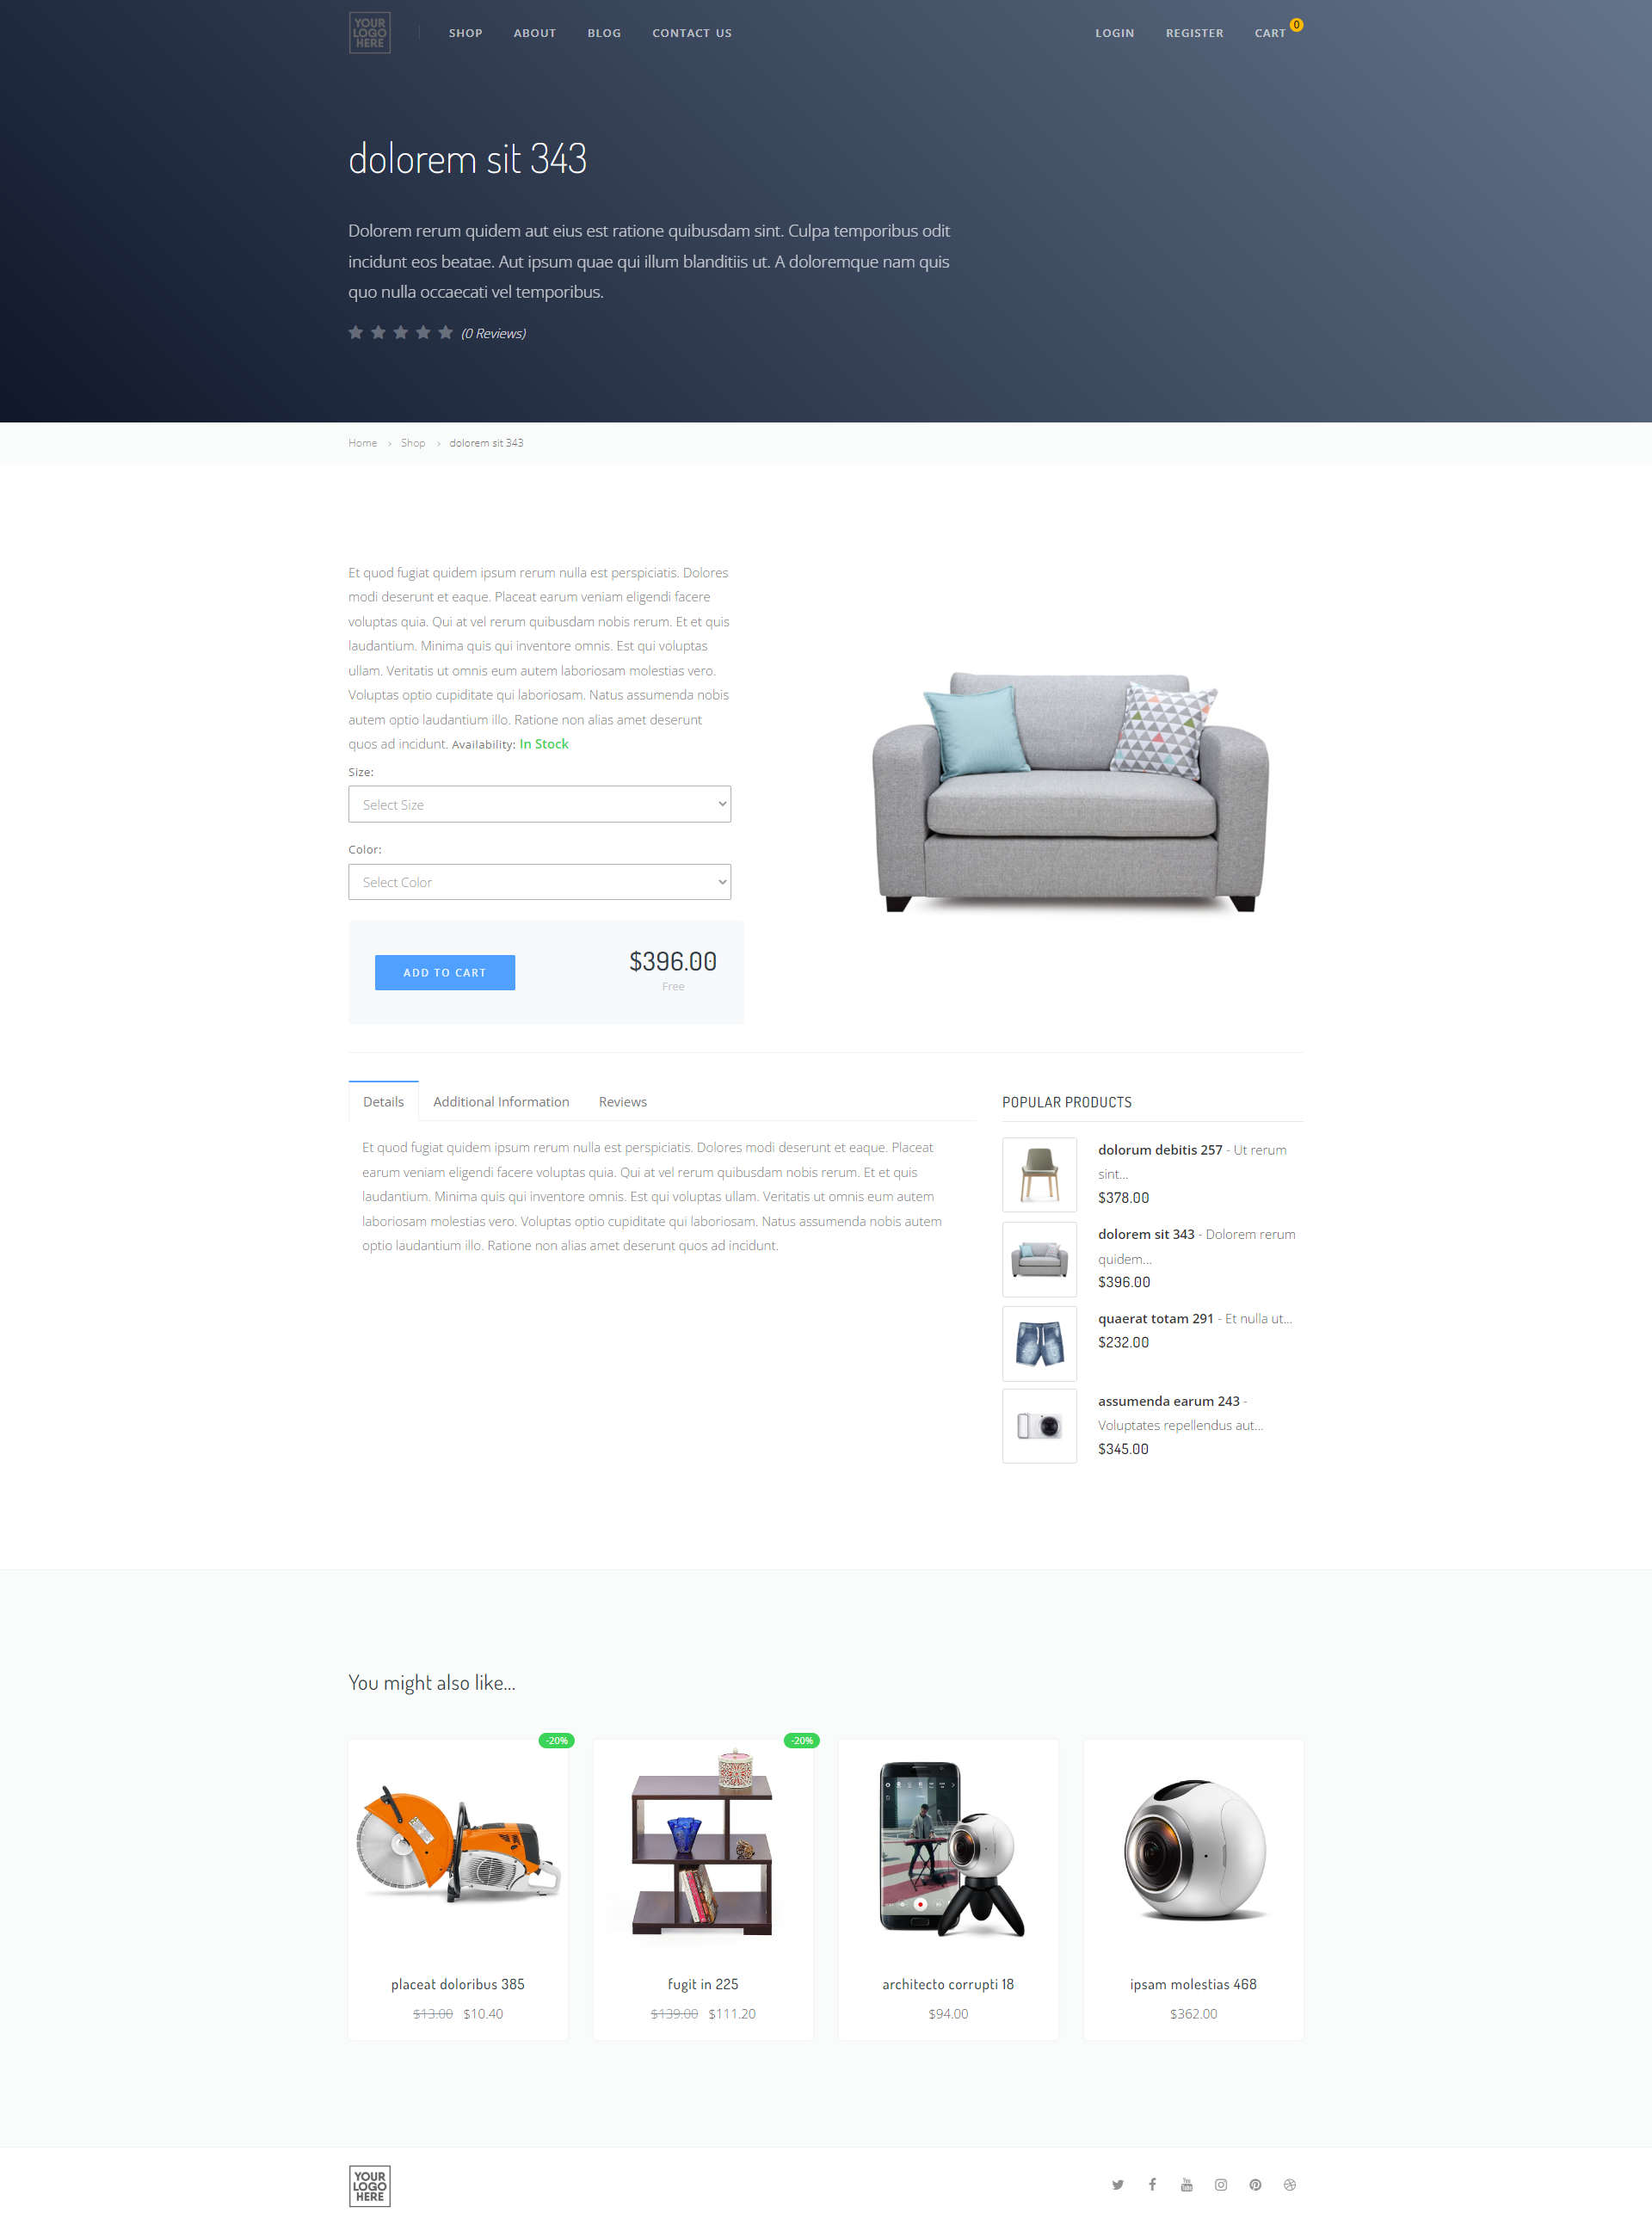 YOUR
LOGO
HERE
SHOP ABOUT BLOG CONTACT US LOGIN REGISTER CART 0
dolorem sit 343
Dolorem rerum quidem aut eius est ratione quibusdam sint. Culpa temporibus odit
incidunt eos beatae. Aut ipsum quae qui illum blanditiis ut. A doloremque nam quis
quo nulla occaecati vel temporibus.
(0 Reviews)
Home › Shop › dolorem sit 343
Et quod fugiat quidem ipsum rerum nulla est perspiciatis. Dolores
modi deserunt et eaque. Placeat earum veniam eligendi facere
voluptas quia. Qui at vel rerum quibusdam nobis rerum. Et et quis
laudantium. Minima quis qui inventore omnis. Est qui voluptas
ullam. Veritatis ut omnis eum autem laboriosam molestias vero.
Voluptas optio cupiditate qui laboriosam. Natus assumenda nobis
autem optio laudantium illo. Ratione non alias amet deserunt
quos ad incidunt. Availability: In Stock
Size:
Select Size
Color:
Select Color
ADD TO CART
$396.00
Free
Details Additional Information Reviews
Et quod fugiat quidem ipsum rerum nulla est perspiciatis. Dolores modi deserunt et eaque. Placeat
earum veniam eligendi facere voluptas quia. Qui at vel rerum quibusdam nobis rerum. Et et quis
laudantium. Minima quis qui inventore omnis. Est qui voluptas ullam. Veritatis ut omnis eum autem
laboriosam molestias vero. Voluptas optio cupiditate qui laboriosam. Natus assumenda nobis autem
optio laudantium illo. Ratione non alias amet deserunt quos ad incidunt.
POPULAR PRODUCTS
dolorum debitis 257 - Ut rerum
sint...
$378.00
dolorem sit 343 - Dolorem rerum
quidem...
$396.00
quaerat totam 291 - Et nulla ut...
$232.00
assumenda earum 243 -
Voluptates repellendus aut...
$345.00
You might also like...
-20%
placeat doloribus 385
$13.00 $10.40
-20%
fugit in 225
$139.00 $111.20
architecto corrupti 18
$94.00
ipsam molestias 468
$362.00
YOUR
LOGO
HERE